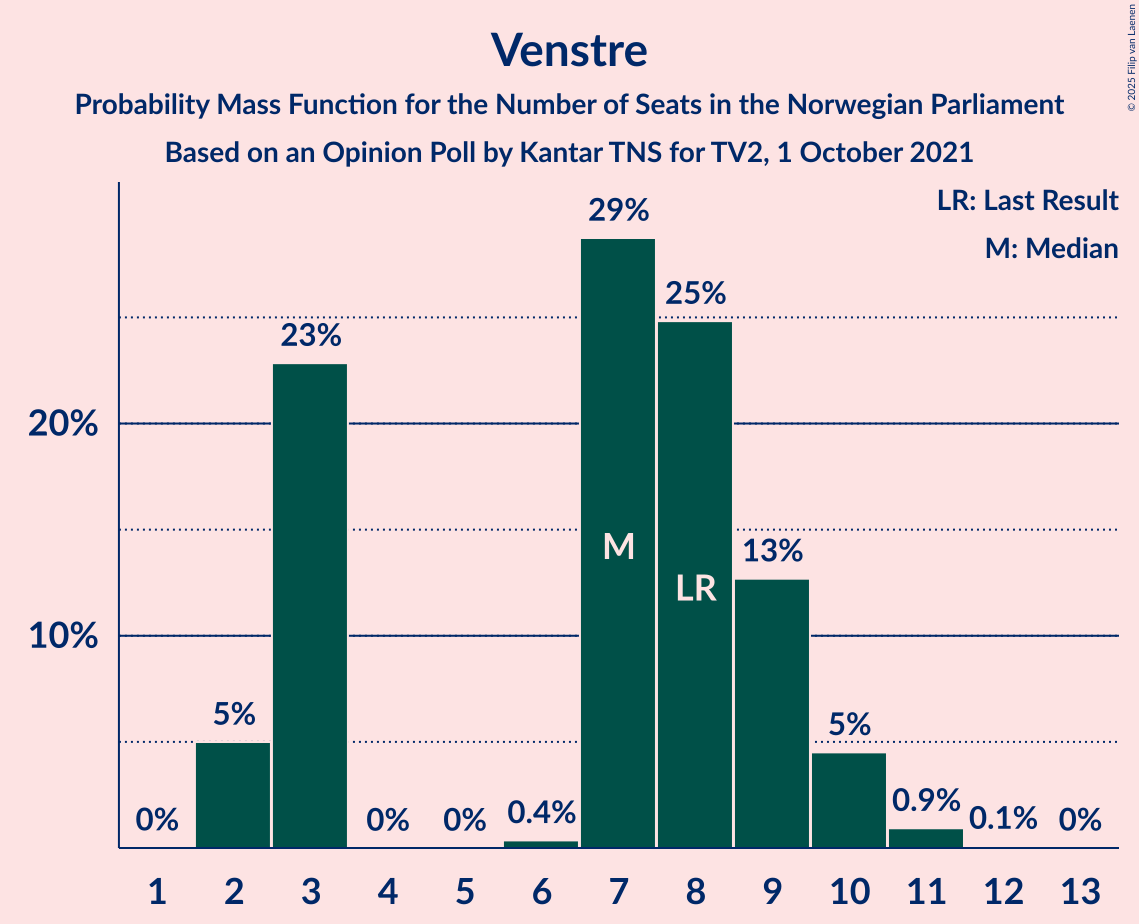 Venstre
Probability Mass Function for the Number of Seats in the Norwegian Parliament
Based on an Opinion Poll by Kantar TNS for TV2, 1 October 2021
© 2025 Filip van Laenen
LR: Last Result
M: Median
20%
10%
0%
5%
23%
0%
0%
0.4%
29%
25%
13%
5%
0.9%
0.1%
0%
M
LR
1 2 3 4 5 6 7 8 9 10 11 12 13